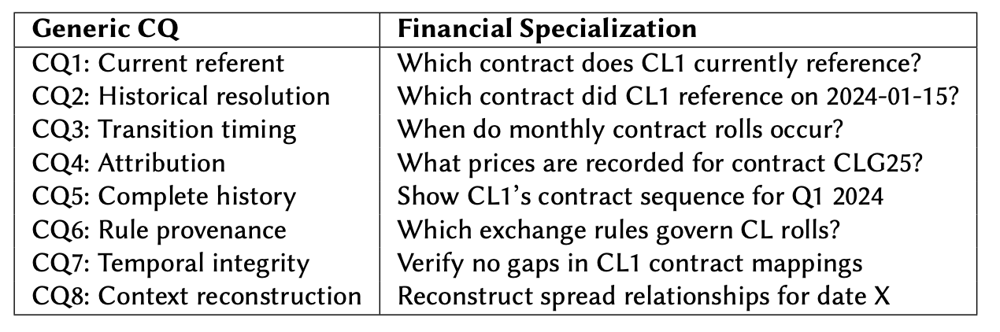 Generic CQ Financial Specialization
CQ1: Current referent Which contract does CL1 currently reference?
CQ2: Historical resolution Which contract did CL1 reference on 2024-01-15?
CQ3: Transition timing When do monthly contract rolls occur?
CQ4: Attribution What prices are recorded for contract CLG25?
CQ5: Complete history Show CL1’s contract sequence for Q1 2024
CQ6: Rule provenance Which exchange rules govern CL rolls?
CQ7: Temporal integrity Verify no gaps in CL1 contract mappings
CQ8: Context reconstruction Reconstruct spread relationships for date X